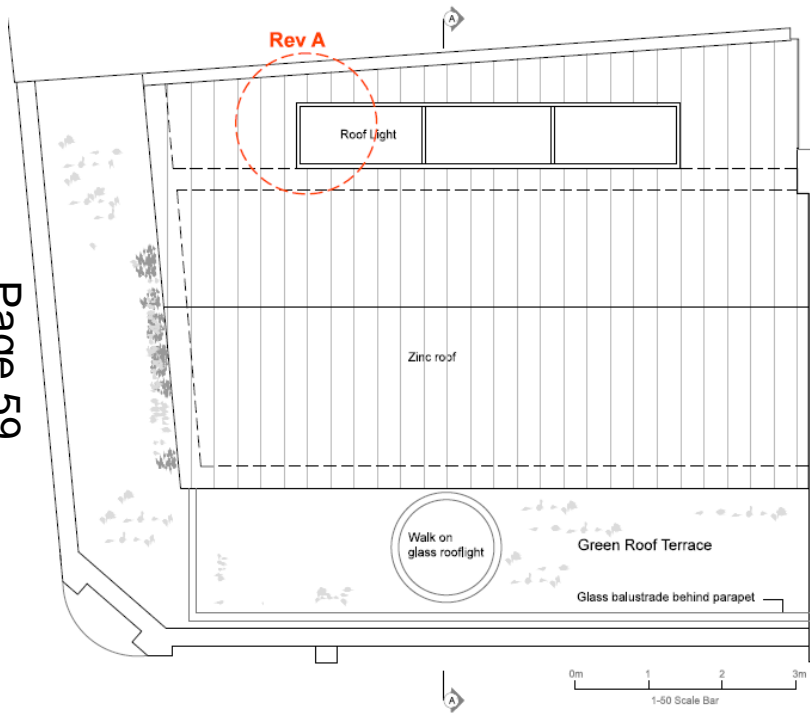 A
Rev A
Roof Light
Page 59
Zinc roof
Walk on
glass rooflight
Green Roof Terrace
Glass balustrade behind parapet
0m 1 2 3m
1-50 Scale Bar
A